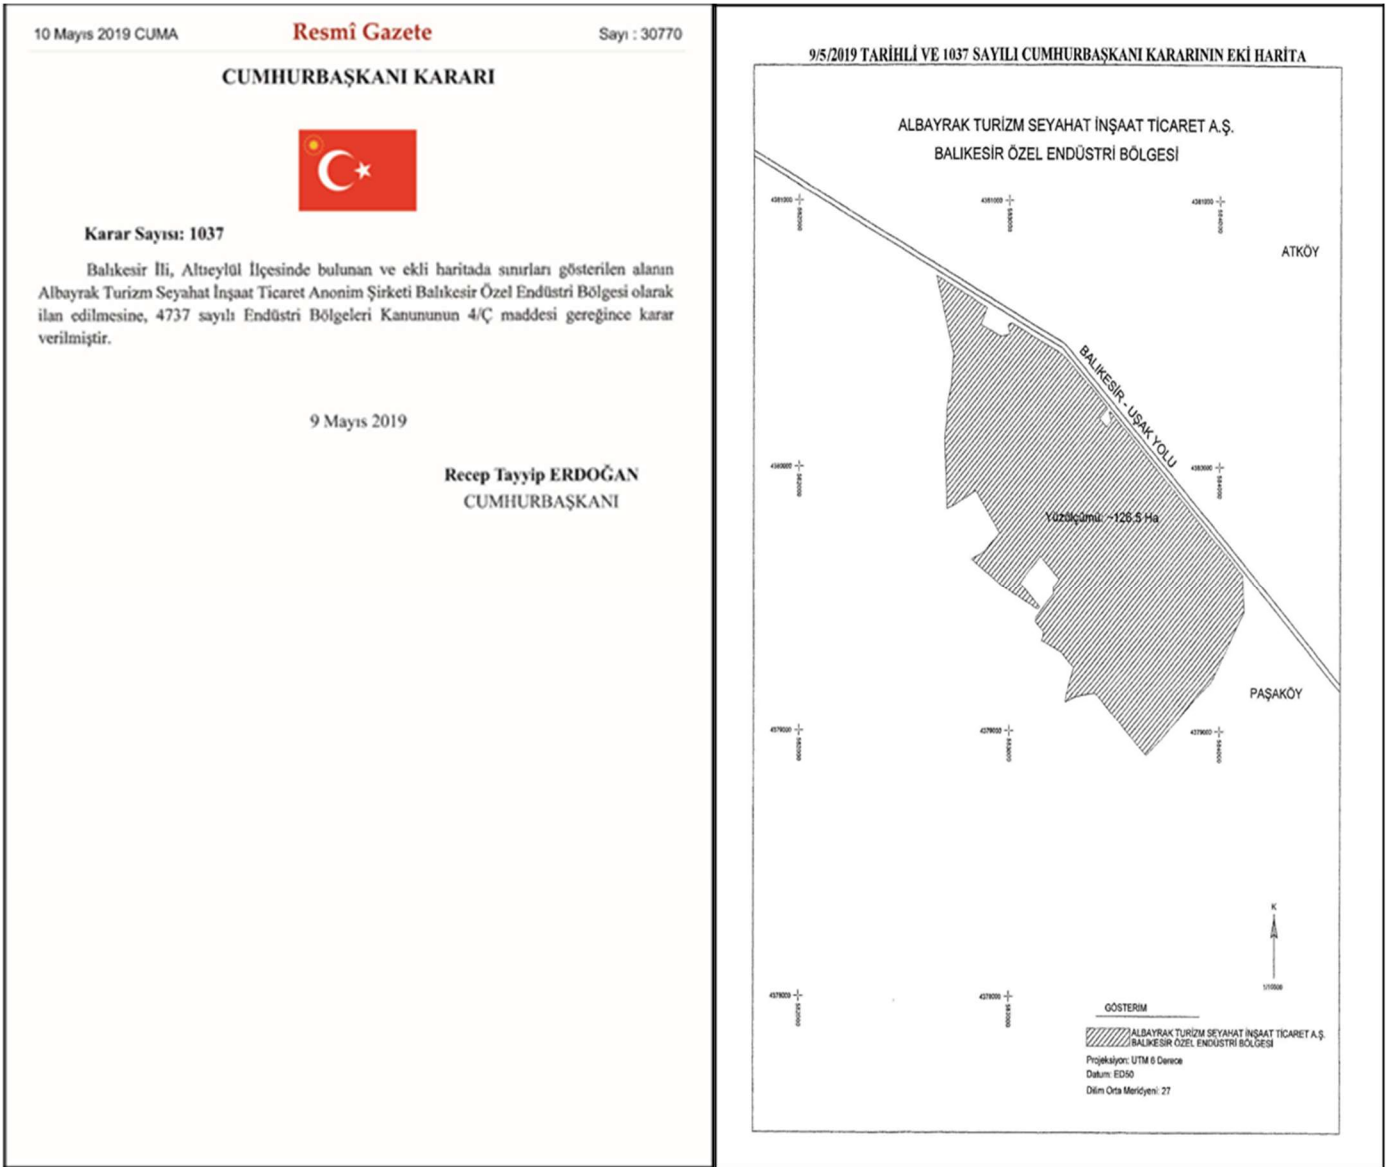 10 Mayıs 2019 CUMA
Resmî Gazete
Sayı : 30770
CUMHURBAŞKANI KARARI
Karar Sayısı: 1037
Balıkesir İli, Altıeylül İlçesinde bulunan ve ekli haritada sınırları gösterilen alanın
Albayrak Turizm Seyahat İnşaat Ticaret Anonim Şirketi Balıkesir Özel Endüstri Bölgesi olarak
ilan edilmesine, 4737 sayılı Endüstri Bölgeleri Kanununun 4/Ç maddesi gereğince karar
verilmiştir.
9 Mayıs 2019
Recep Tayyip ERDOĞAN
CUMHURBAŞKANI
9/5/2019 TARİHLİ VE 1037 SAYILI CUMHURBAŞKANI KARARININ EKİ HARİTA
ALBAYRAK TURİZM SEYAHAT İNŞAAT TİCARET A.Ş.
BALIKESİR ÖZEL ENDÜSTRİ BÖLGESİ
ATKÖY
BALIKESİR - UŞAK YOLU
Yüzölçümü: ~126.5 Ha
PAŞAKÖY
K
GÖSTERİM
ALBAYRAK TURİZM SEYAHAT İNŞAAT TİCARET A.Ş.
BALIKESİR ÖZEL ENDÜSTRİ BÖLGESİ
Projeksiyon: UTM 6 Derece
Datum: ED50
Dilim Orta Meridyeni: 27